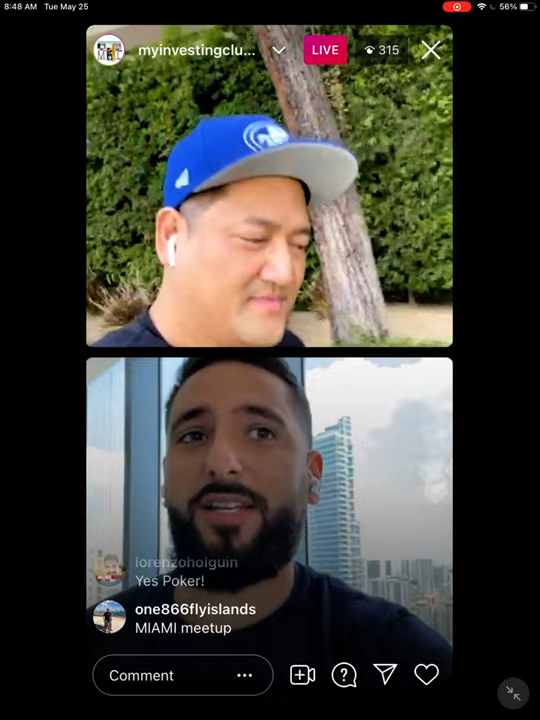 8:48 AM Tue May 25
56%
myinvestingclu...
LIVE
315
lorenzoholguin
Yes Poker!
one866flyislands
MIAMI meetup
Comment